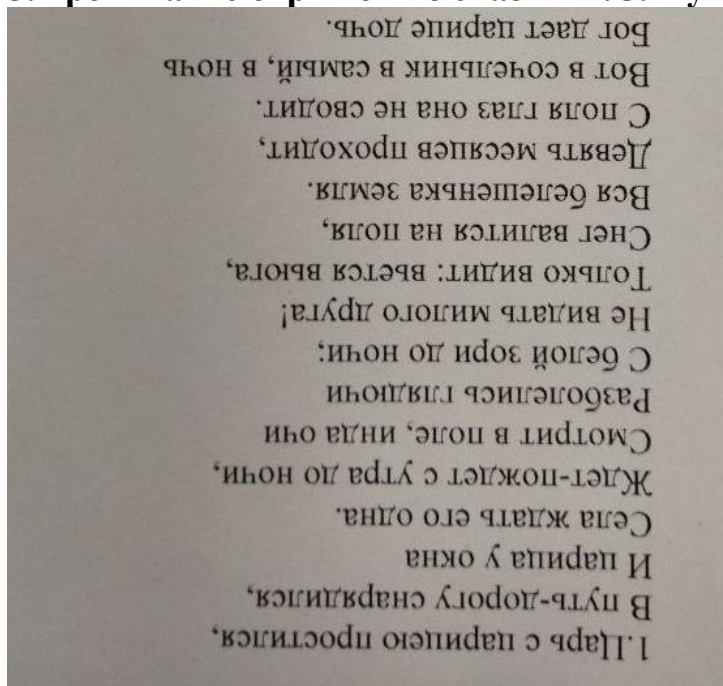 1.Царь с царицею простился,
В путь-дорогу снарядился,
И царица у окна
Села ждать его одна.
Ждет-пождет с утра до ночи,
Смотрит в поле, инда очи
Разболелись глядючи
С белой зори до ночи;
Не видать милого друга!
Только видит: вьется вьюга,
Снег валится на поля,
Вся белешенька земля.
Девять месяцев проходит,
С поля глаз она не сводит.
Вот в сочельник в самый, в ночь
Бог дает царице дочь.